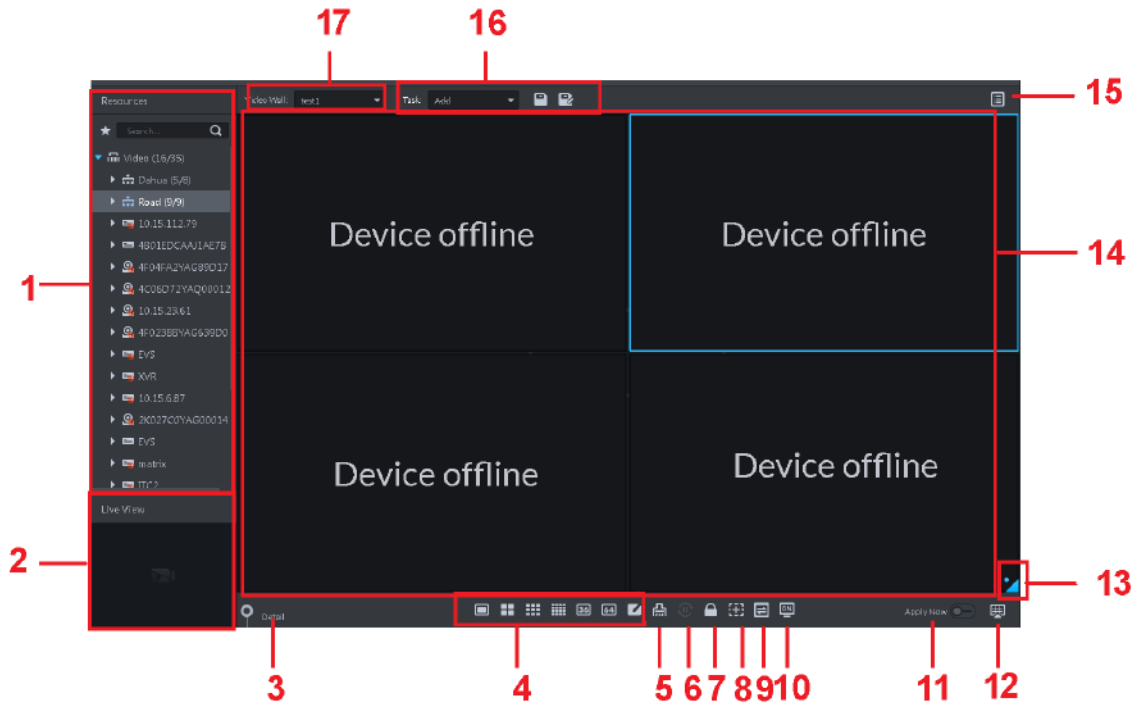 17
16
Video Wall:
test1
Task
Add
15
Resources
Search...
Video (16/35)
Dahua (5/8)
Road (9/9)
10.15.112.79
4F04FA2YAG89D17
4C06D72YAQ00012
10.15.23.61
EVS
XVR
10.15.6.87
2K027C0YAG00014
EVS
matrix
ITC2
Live View
Device offline
Device offline
Device offline
Device offline
1
14
2
13
Detail
36
64
ON
Apply Now
3
4
5
6
7
8
9
10
11
12